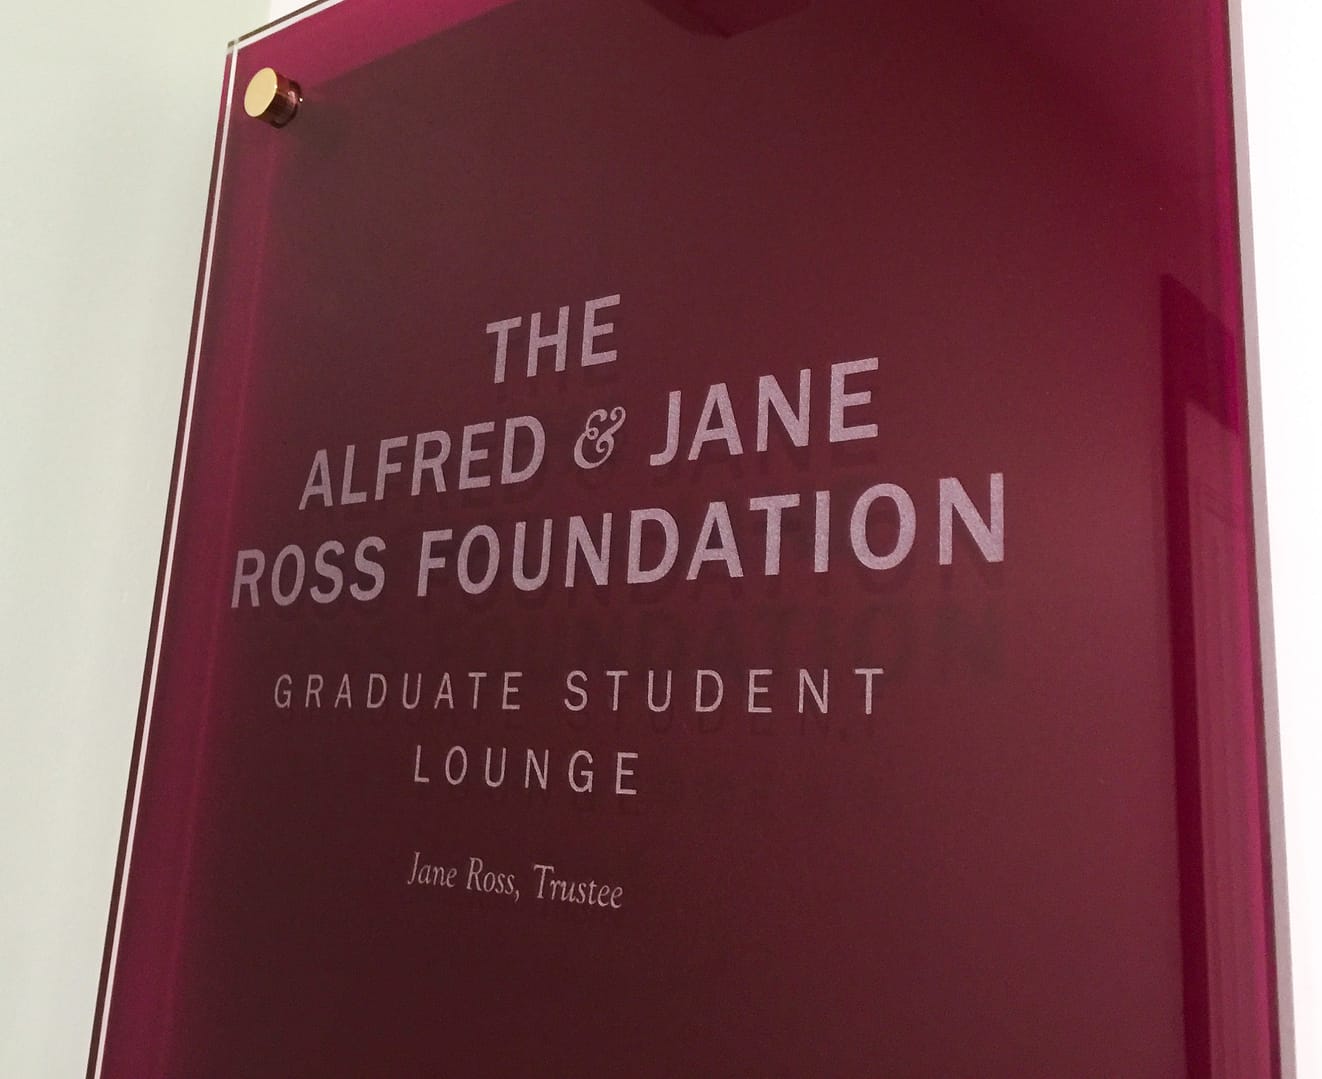 THE
ALFRED & JANE
ROSS FOUNDATION
GRADUATE STUDENT
LOUNGE
Jane Ross, Trustee